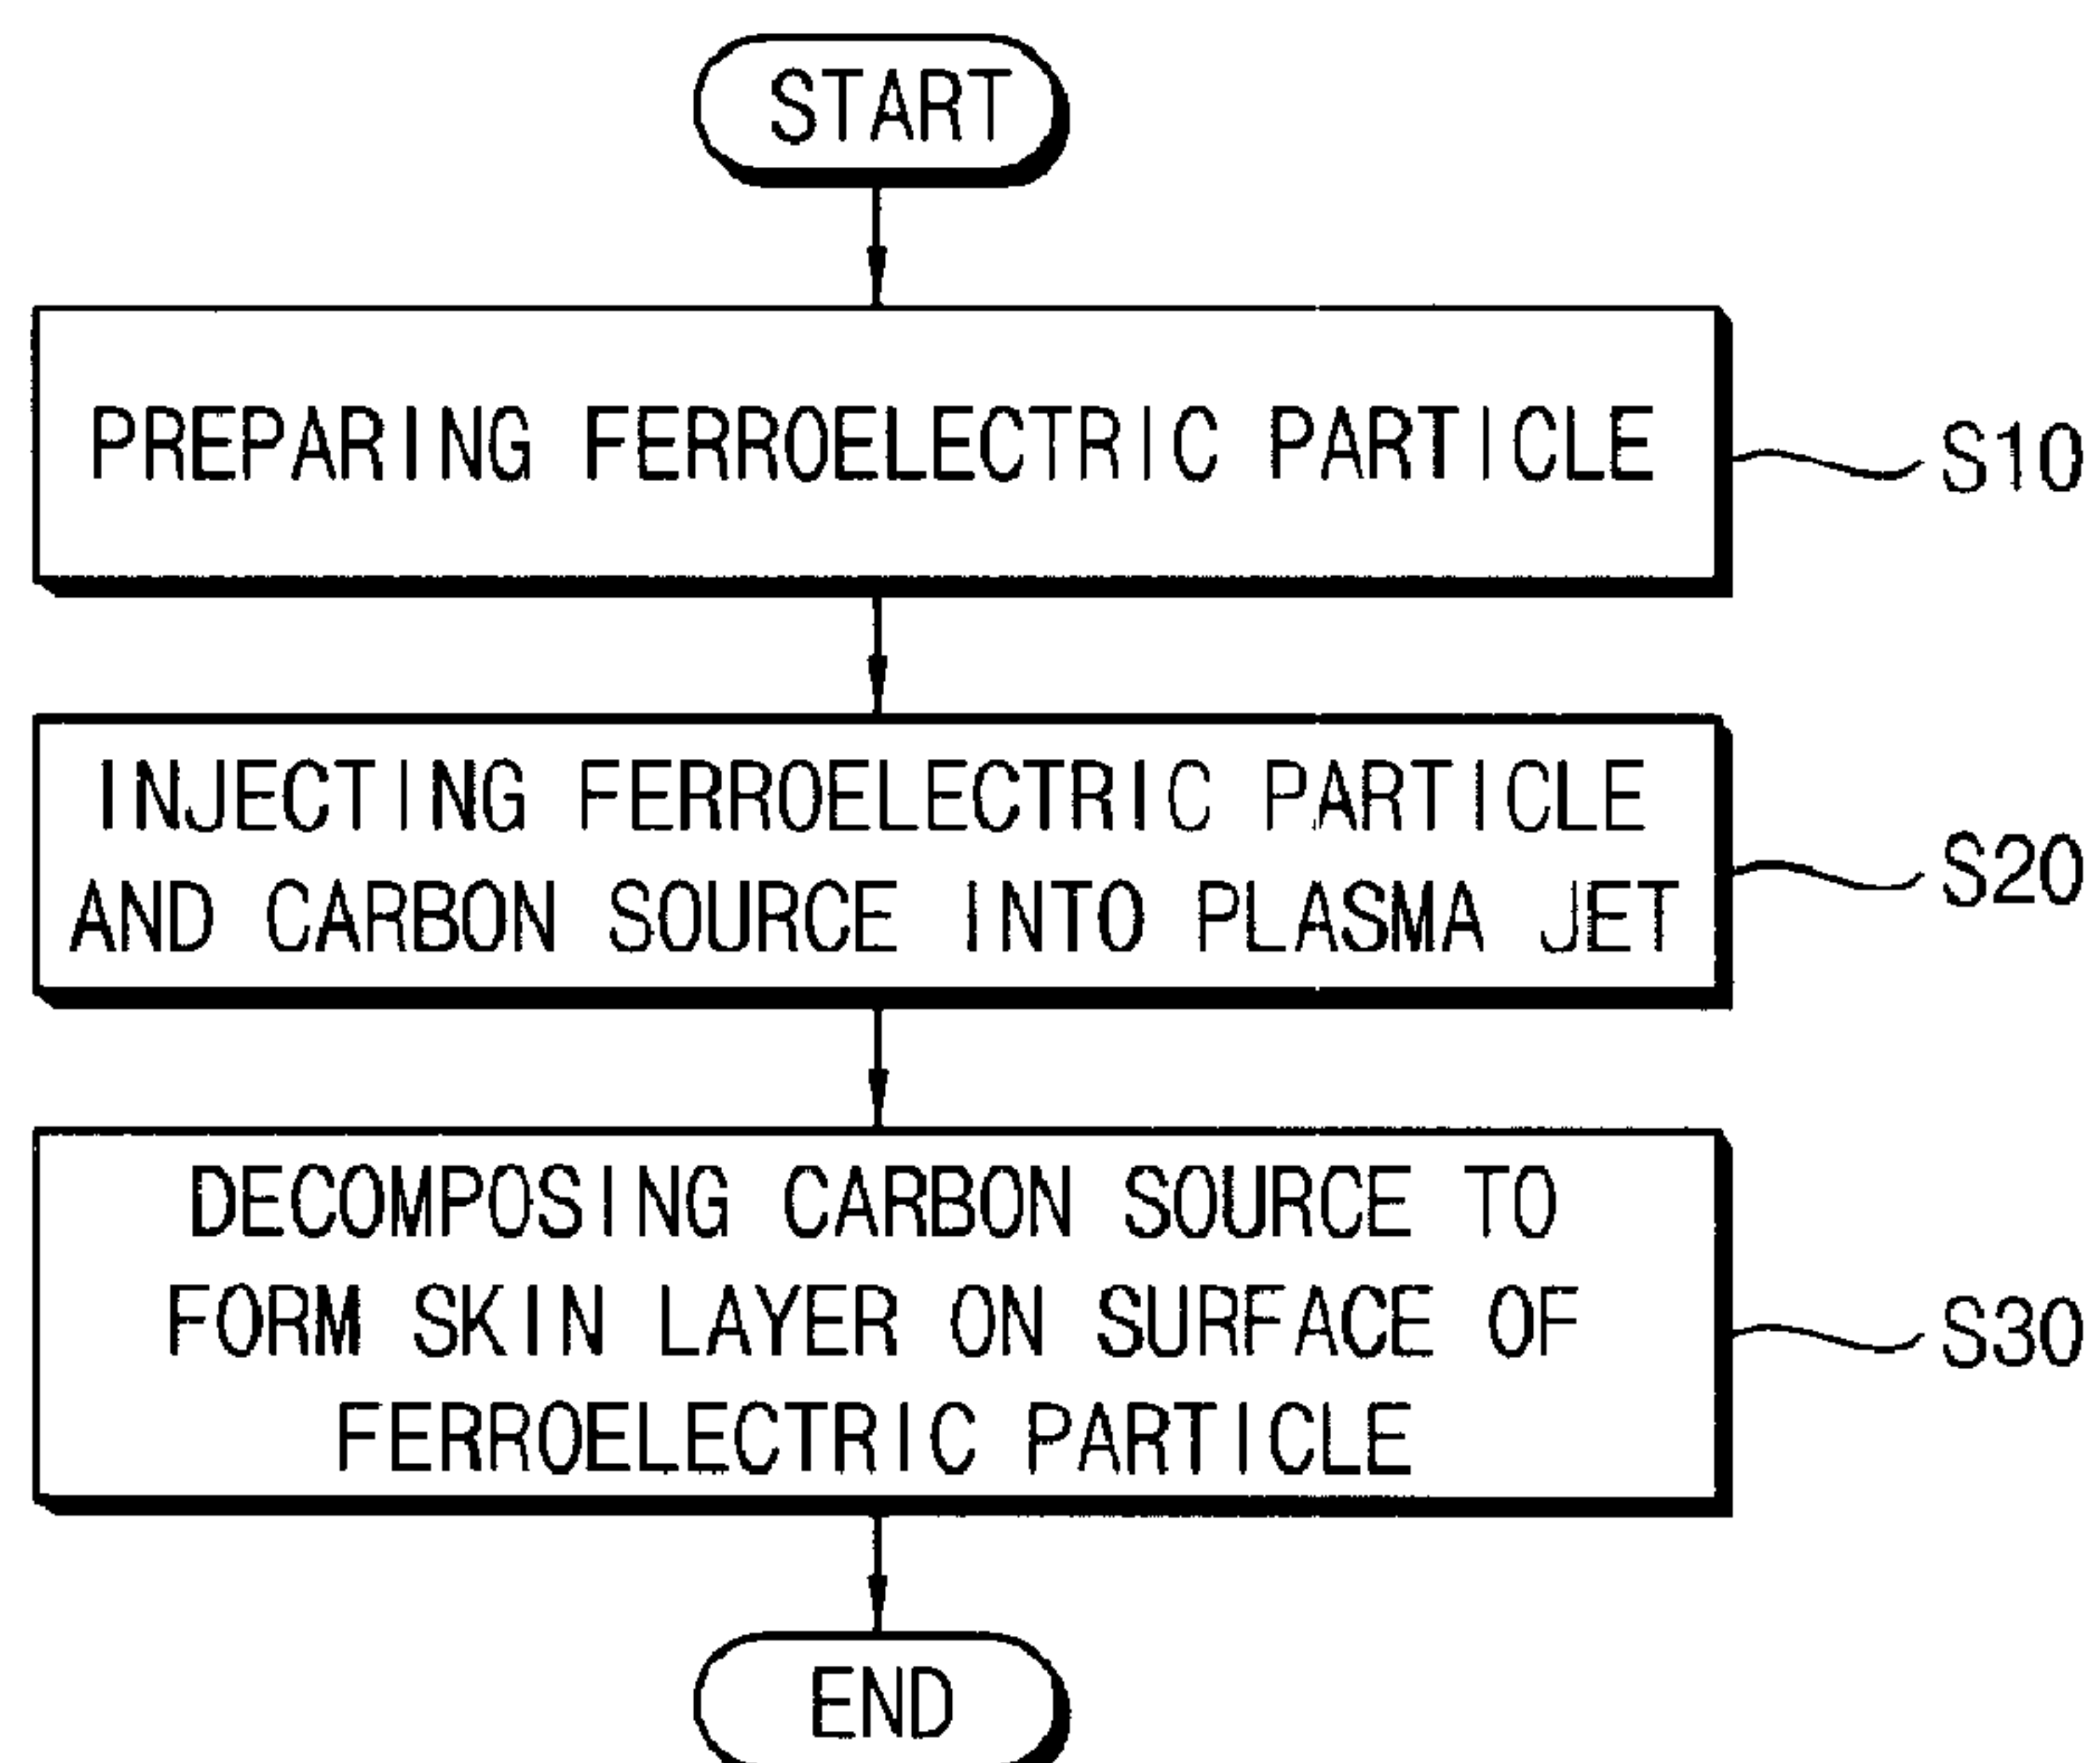 START
PREPARING FERROELECTRIC PARTICLE
S10
INJECTING FERROELECTRIC PARTICLE
AND CARBON SOURCE INTO PLASMA JET
S20
DECOMPOSING CARBON SOURCE TO
FORM SKIN LAYER ON SURFACE OF
FERROELECTRIC PARTICLE
S30
END